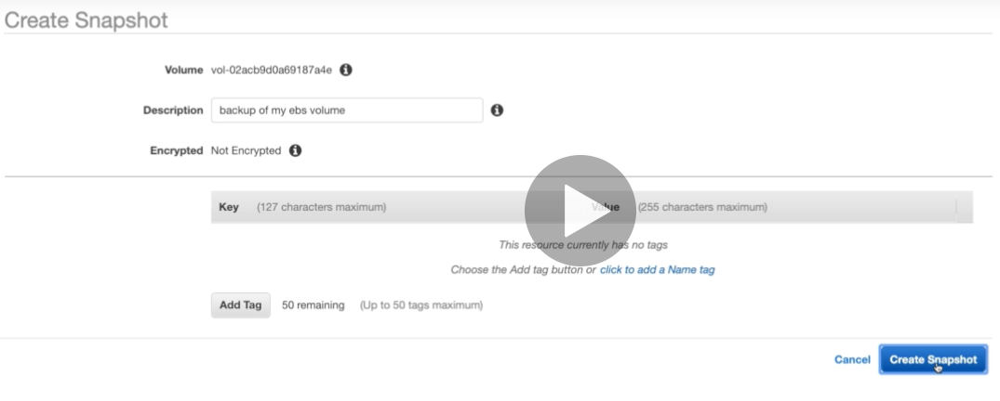 Create Snapshot
Volume vol-02acb9d0a69187a4e
Description backup of my ebs volume
Encrypted Not Encrypted
Key (127 characters maximum) Value (255 characters maximum)
This resource currently has no tags
Choose the Add tag button or click to add a Name tag
Add Tag 50 remaining (Up to 50 tags maximum)
Cancel Create Snapshot